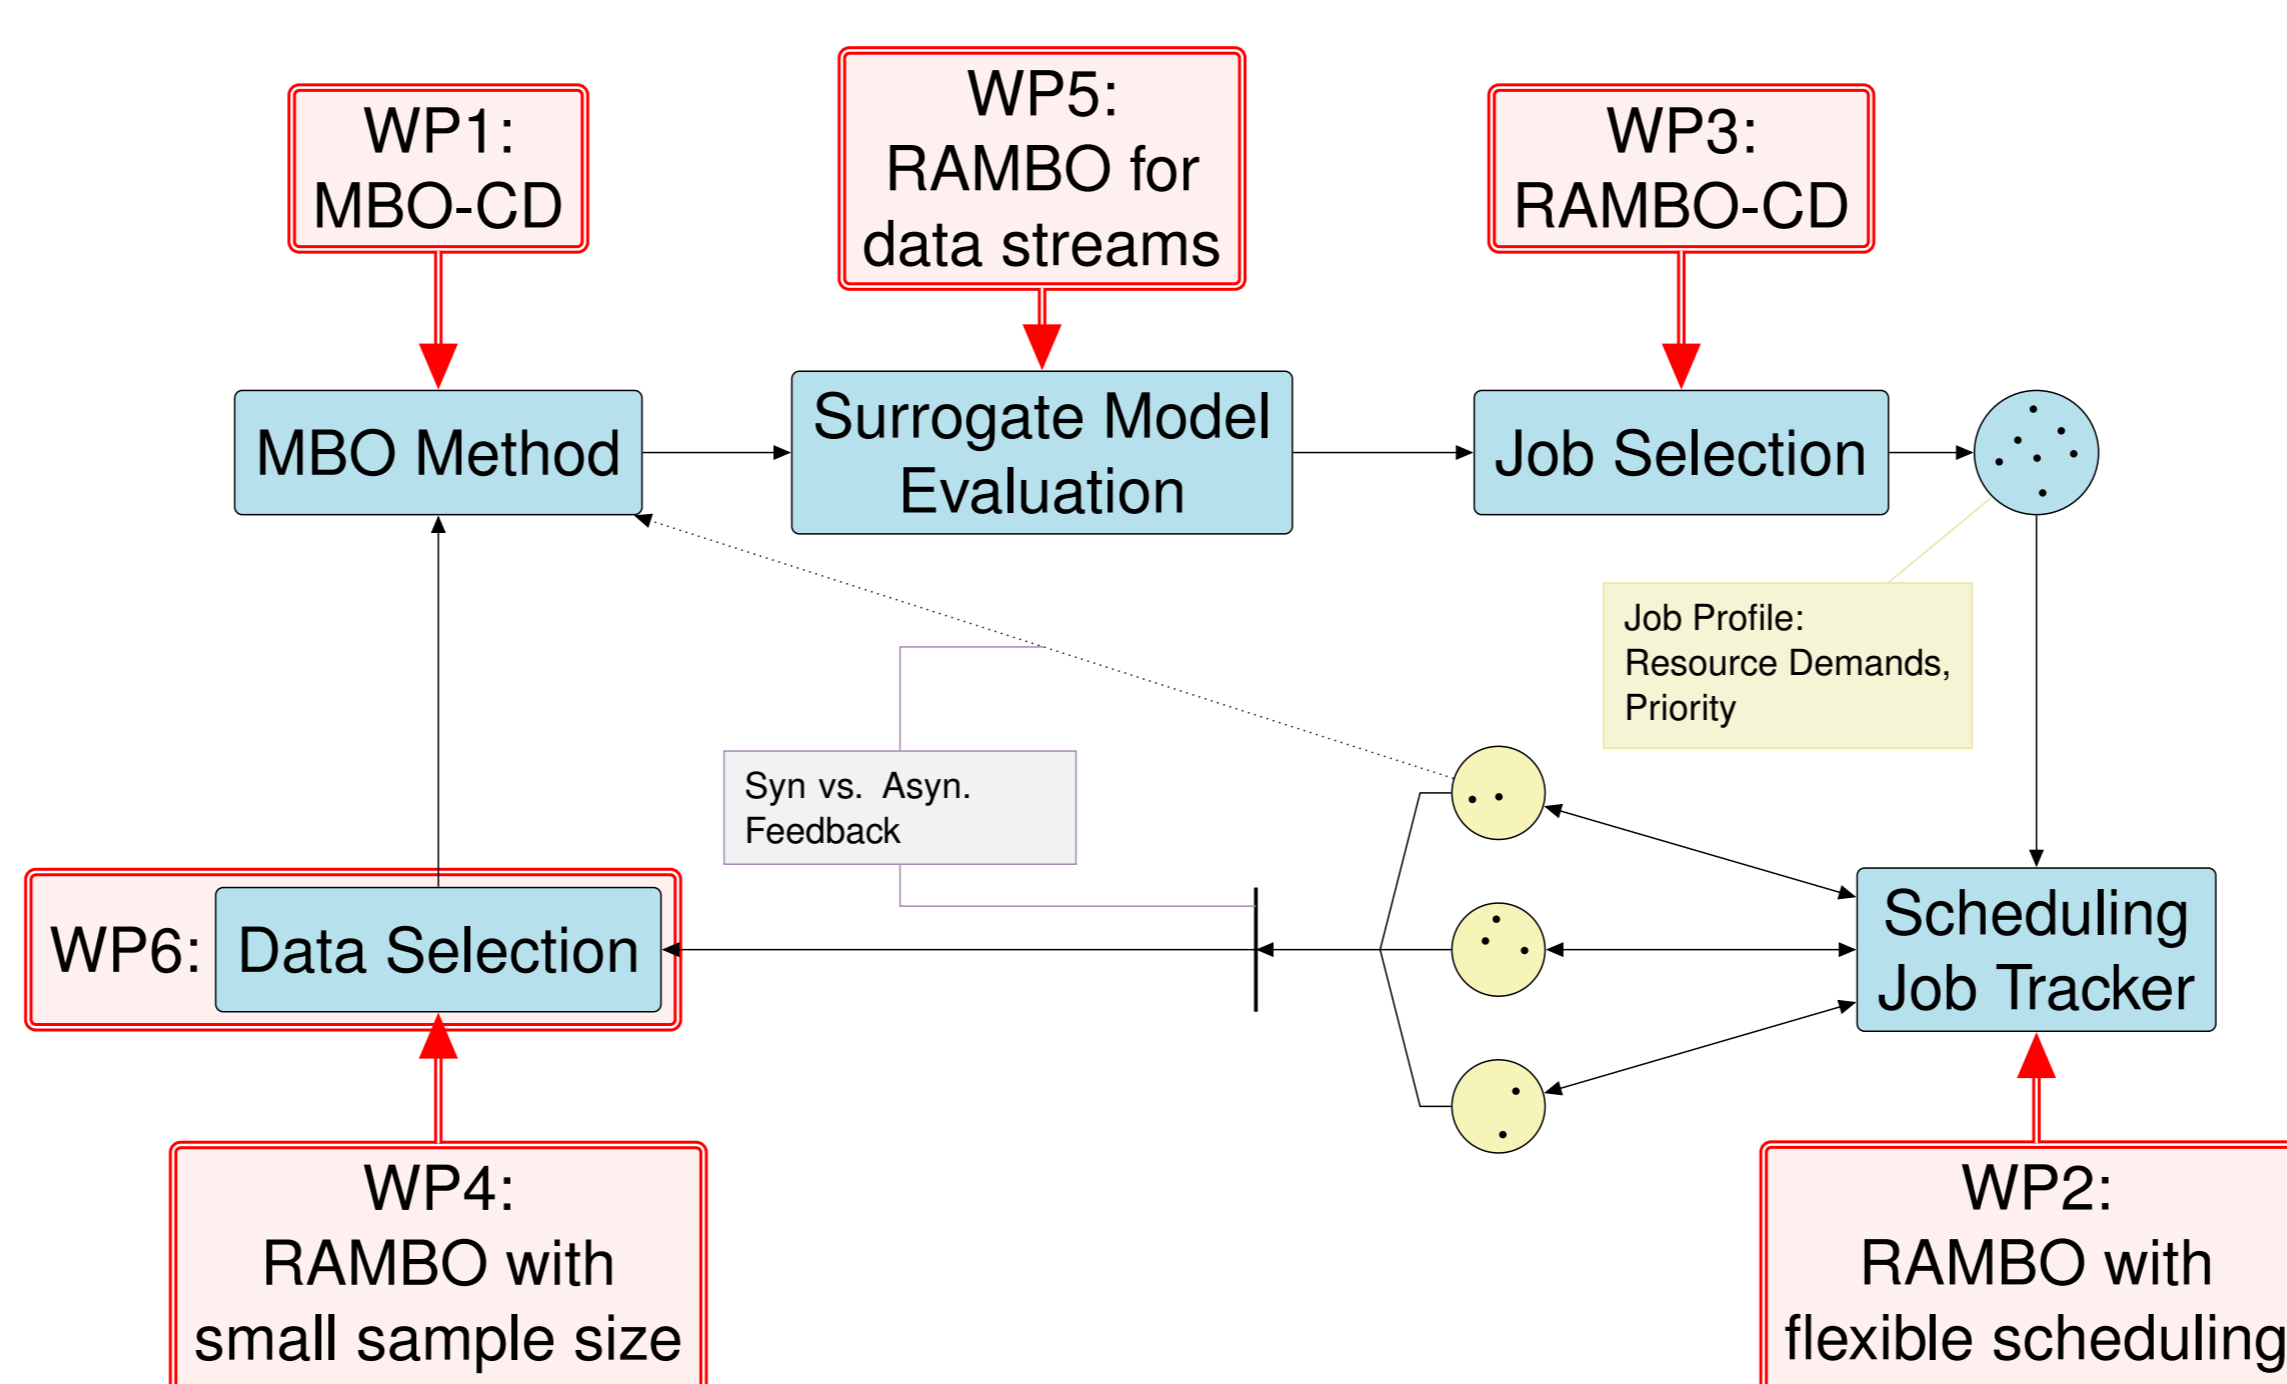 WP1:
MBO-CD
WP5:
RAMBO for
data streams
WP3:
RAMBO-CD
MBO Method
Surrogate Model
Evaluation
Job Selection
Job Profile:
Resource Demands,
Priority
Syn vs. Asyn.
Feedback
WP6:
Data Selection
Scheduling
Job Tracker
WP4:
RAMBO with
small sample size
WP2:
RAMBO with
flexible scheduling